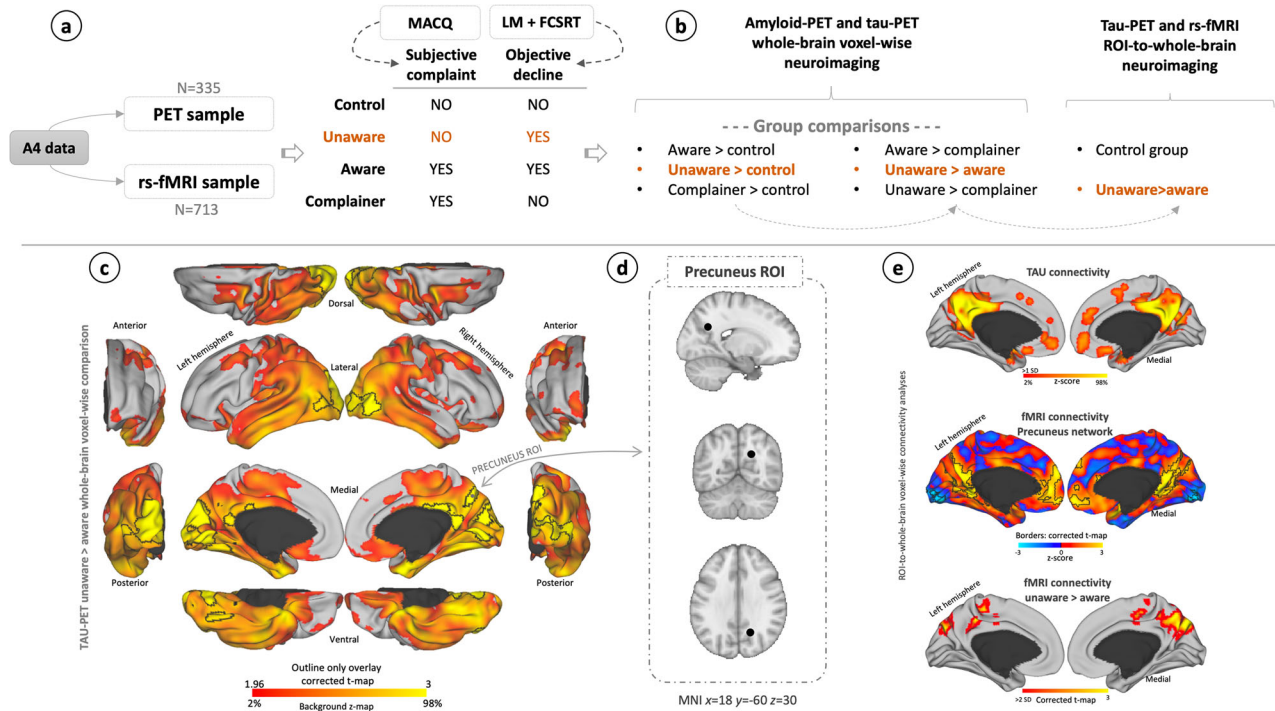 a
N=335
PET sample
A4 data
rs-fMRI sample
N=713
MACQ
LM + FCSRT
Subjective complaint
Objective decline
Control NO NO
Unaware NO YES
Aware YES YES
Complainer YES NO
b
Amyloid-PET and tau-PET
whole-brain voxel-wise
neuroimaging
Tau-PET and rs-fMRI
ROI-to-whole-brain
neuroimaging
--- Group comparisons ---
• Aware > control
• Unaware > control
• Complainer > control
• Aware > complainer
• Unaware > aware
• Unaware > complainer
• Control group
• Unaware>aware
c
TAU-PET unaware > aware whole-brain voxel-wise comparison
Dorsal
Anterior
Left hemisphere
Lateral
Right hemisphere
Anterior
Medial
PRECUNEUS ROI
Posterior
Posterior
Ventral
Outline only overlay
corrected t-map
1.96 3
2% Background z-map 98%
d
Precuneus ROI
MNI x=18 y=-60 z=30
e
ROI-to-whole-brain voxel-wise connectivity analyses
TAU connectivity
Left hemisphere
Medial
>1 SD
2% z-score 98%
fMRI connectivity
Precuneus network
Left hemisphere
Medial
Borders: corrected t-map
-3 0 3
z-score
fMRI connectivity
unaware > aware
Left hemisphere
Medial
>2 SD Corrected t-map 3